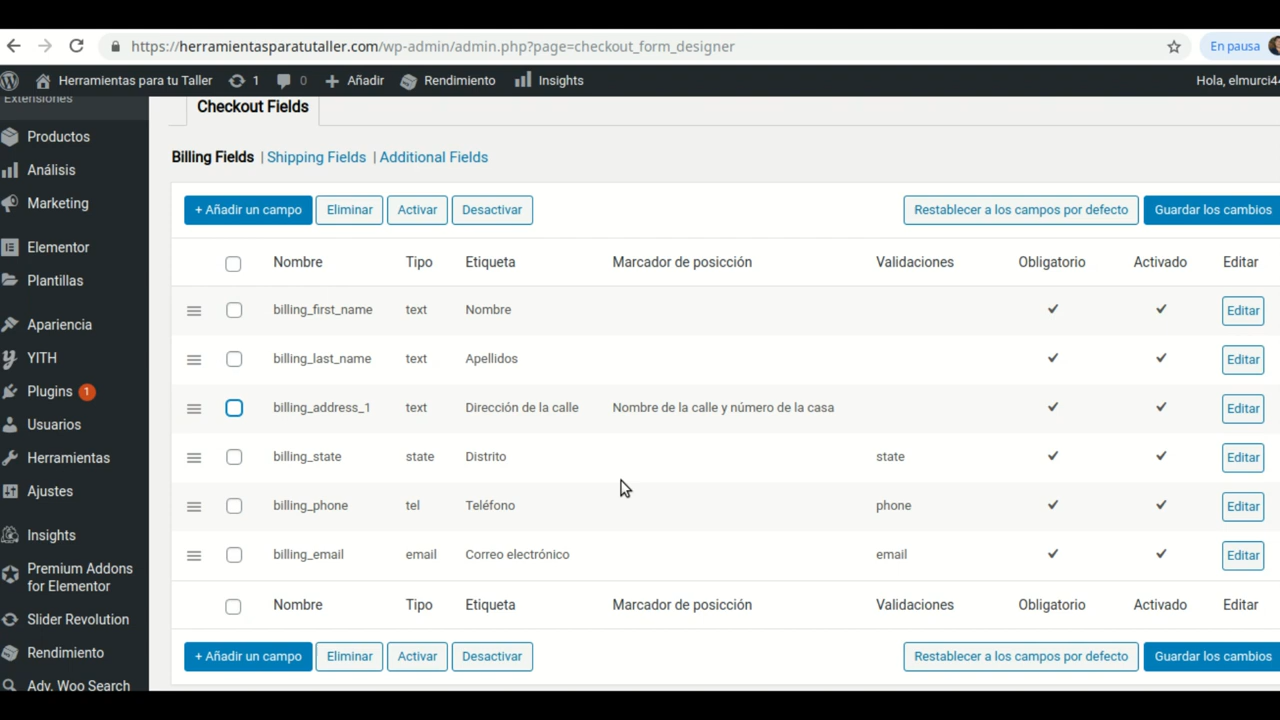 https://herramientasparatutaller.com/wp-admin/admin.php?page=checkout_form_designer
En pausa
Herramientas para tu Taller 1 0 Añadir Rendimiento Insights
Hola, elmurci4
Extensiones
Productos
Análisis
Marketing
Elementor
Plantillas
Apariencia
YITH
Plugins 1
Usuarios
Herramientas
Ajustes
Insights
Premium Addons
for Elementor
Slider Revolution
Rendimiento
Adv. Woo Search
Checkout Fields
Billing Fields | Shipping Fields | Additional Fields
+ Añadir un campo Eliminar Activar Desactivar Restablecer a los campos por defecto Guardar los cambios
Nombre Tipo Etiqueta Marcador de posicción Validaciones Obligatorio Activado Editar
billing_first_name text Nombre Editar
billing_last_name text Apellidos Editar
billing_address_1 text Dirección de la calle Nombre de la calle y número de la casa Editar
billing_state state Distrito state Editar
billing_phone tel Teléfono phone Editar
billing_email email Correo electrónico email Editar
Nombre Tipo Etiqueta Marcador de posicción Validaciones Obligatorio Activado Editar
+ Añadir un campo Eliminar Activar Desactivar Restablecer a los campos por defecto Guardar los cambios